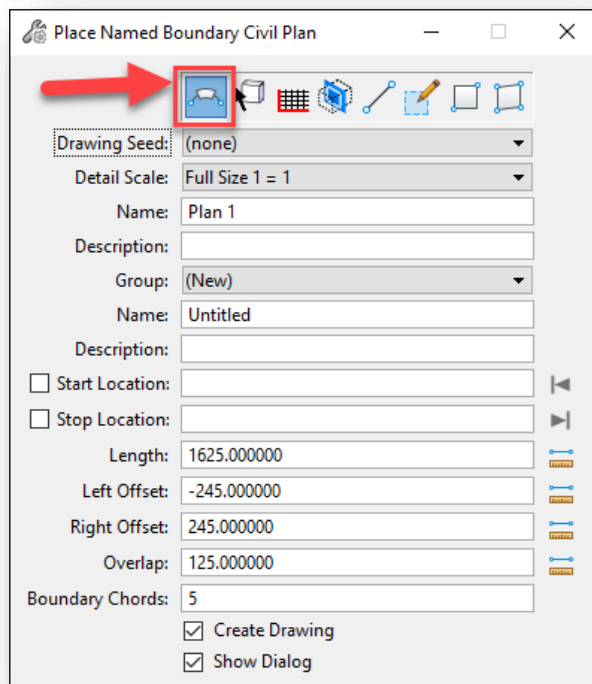 Place Named Boundary Civil Plan
Drawing Seed: (none)
Detail Scale: Full Size 1 = 1
Name: Plan 1
Description:
Group: (New)
Name: Untitled
Description:
Start Location:
Stop Location:
Length: 1625.000000
Left Offset: -245.000000
Right Offset: 245.000000
Overlap: 125.000000
Boundary Chords: 5
Create Drawing
Show Dialog